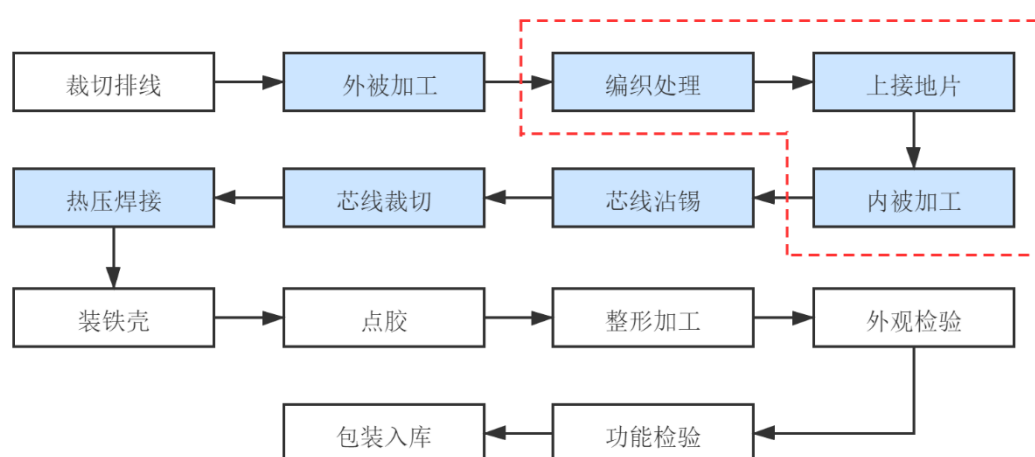 裁切排线
外被加工
编织处理
上接地片
热压焊接
芯线裁切
芯线沾锡
内被加工
装铁壳
点胶
整形加工
外观检验
包装入库
功能检验